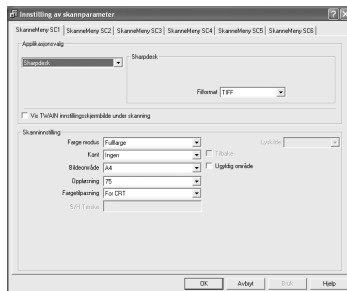 Innstilling av skannparameter
SkanneMeny SC1 SkanneMeny SC2 SkanneMeny SC3 SkanneMeny SC4 SkanneMeny SC5 SkanneMeny SC6
Applikasjonsvalg
Sharpdesk
Sharpdesk
Filformat TIFF
Vis TWAIN innstillingsskjermbilde under skanning
Skanninnstilling
Farge modus Fullfarge
Kant Ingen
Bildeområde A4
Oppløsning 75
Fargetilpasning For CRT
S/H Terskel
Lyskilde
Tilbake
Ugyldig område
OK Avbryt Bruk Hjelp